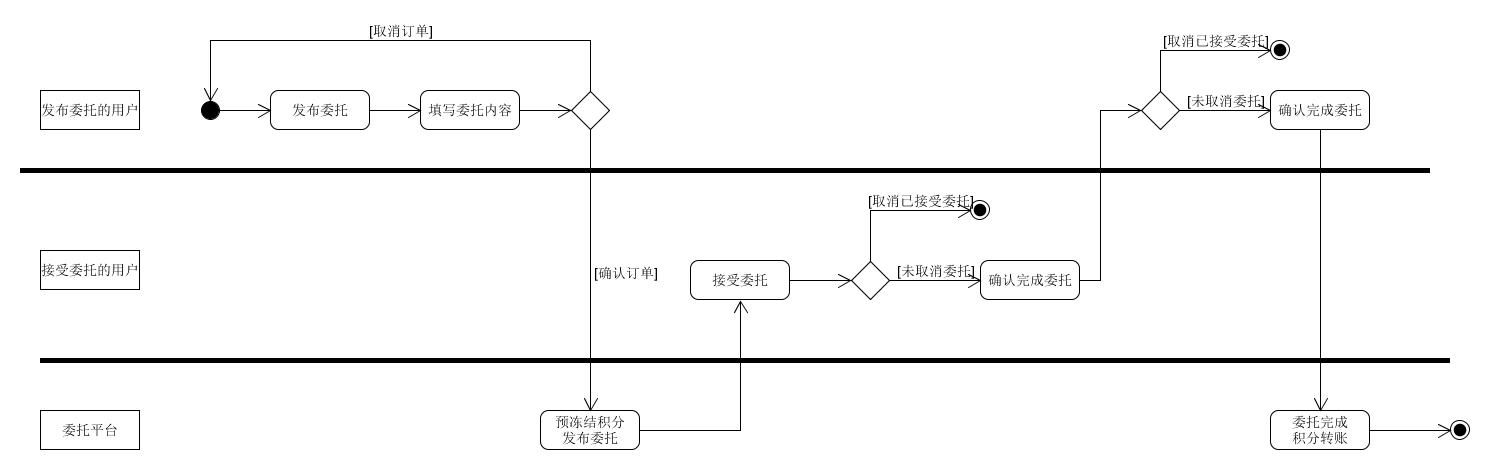 [取消订单]
发布委托的用户
发布委托
填写委托内容
[取消已接受委托]
[未取消委托]
确认完成委托
[取消已接受委托]
接受委托的用户
[确认订单]
接受委托
[未取消委托]
确认完成委托
委托平台
预冻结积分
发布委托
委托完成
积分转账